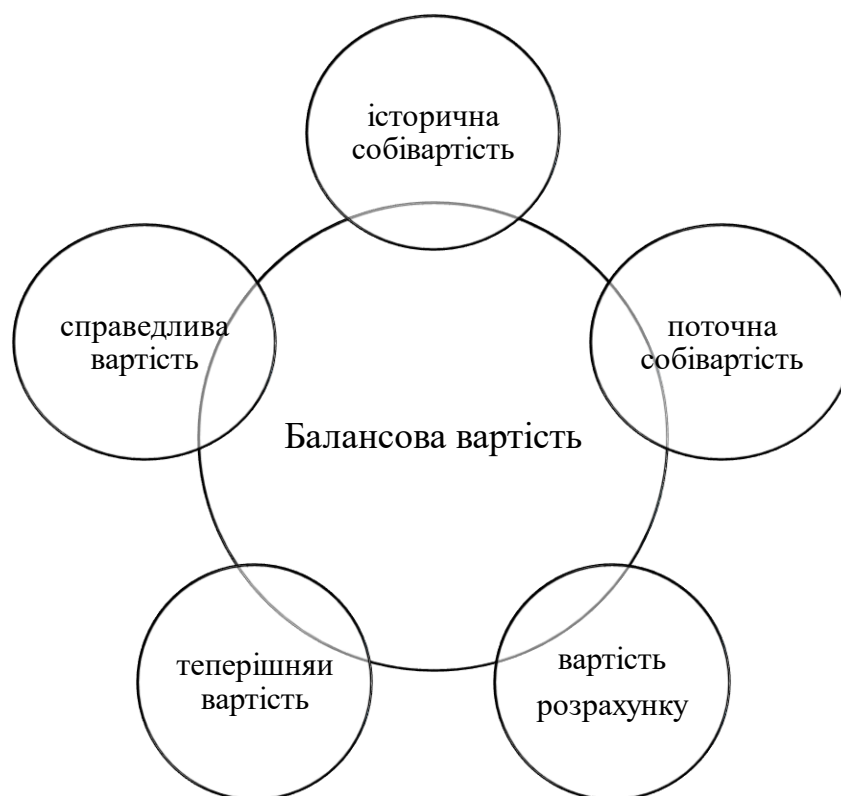 історична
собівартість
справедлива
вартість
поточна
собівартість
Балансова вартість
теперішняи
вартість
вартість
розрахунку